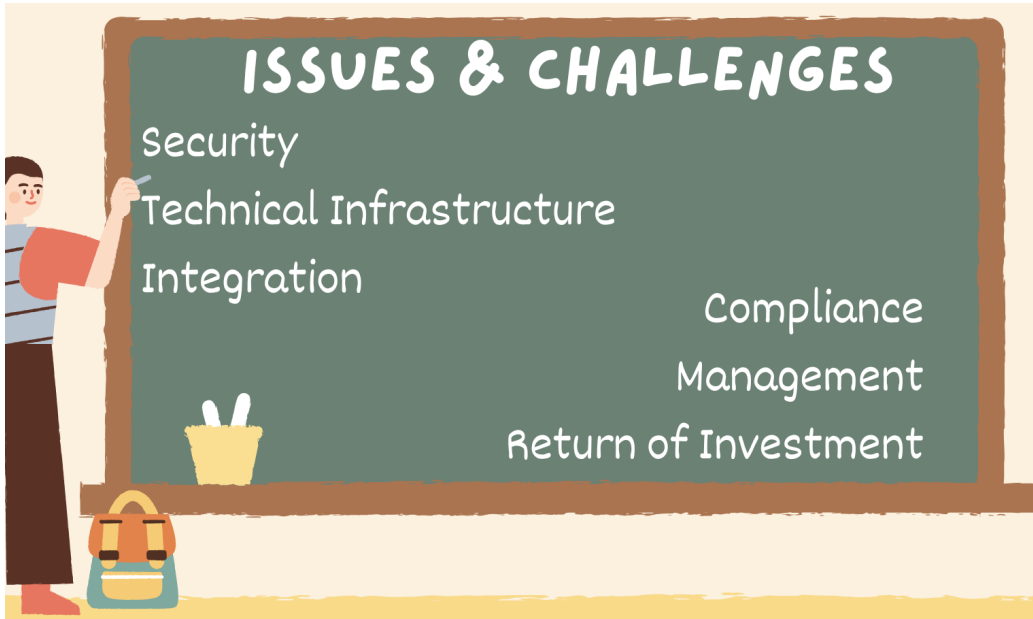 ISSUES & CHALLENGES
Security
Technical Infrastructure
Integration
Compliance
Management
Return of Investment